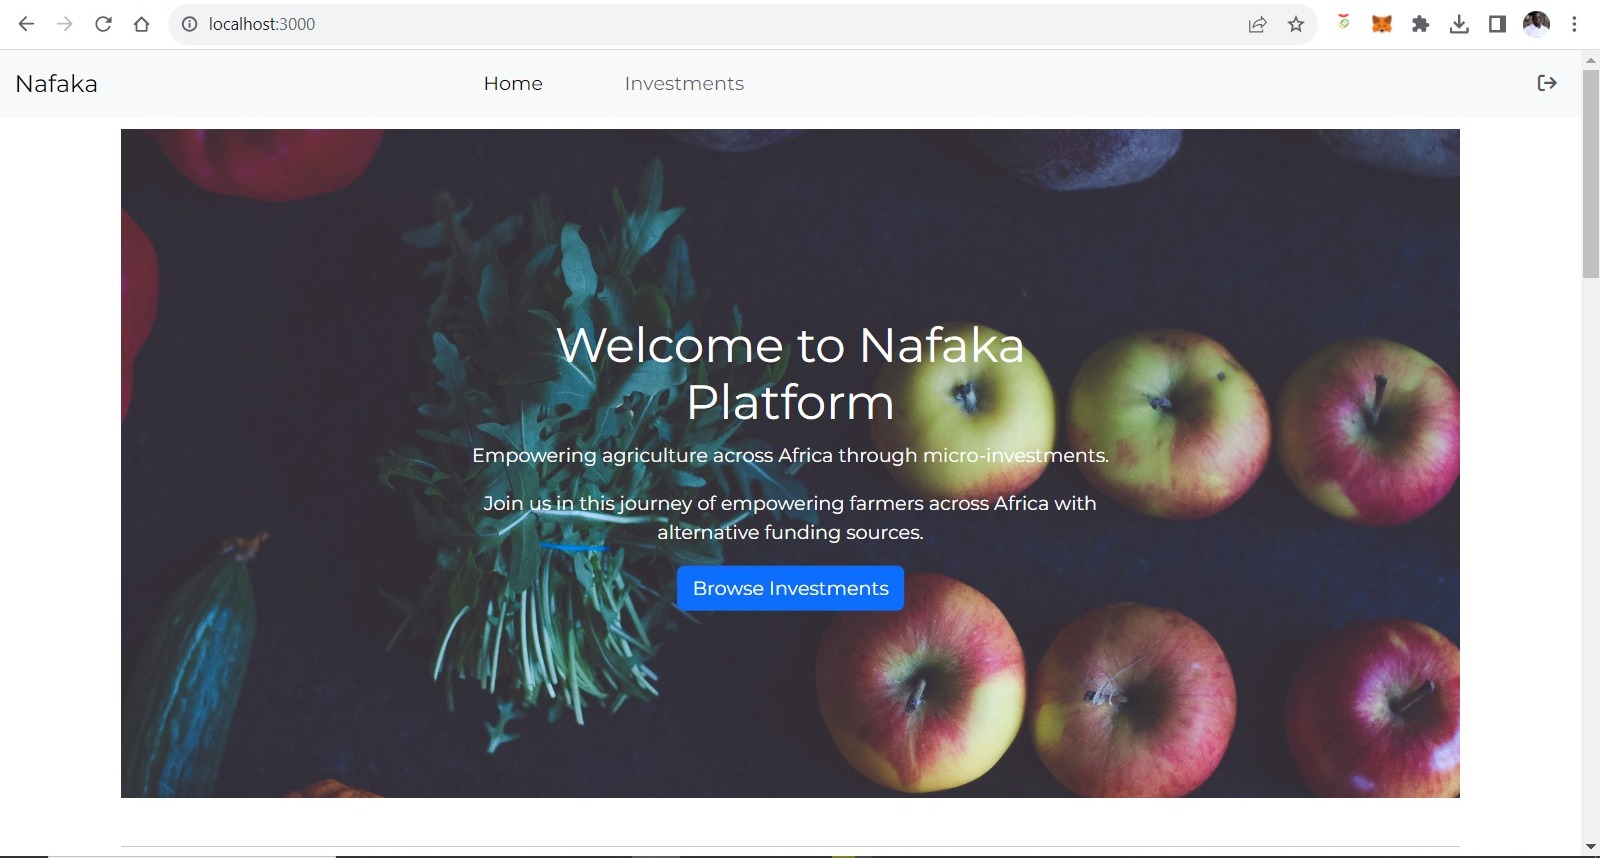 localhost:3000
Nafaka
Home
Investments
Welcome to Nafaka
Platform
Empowering agriculture across Africa through micro-investments.
Join us in this journey of empowering farmers across Africa with
alternative funding sources.
Browse Investments